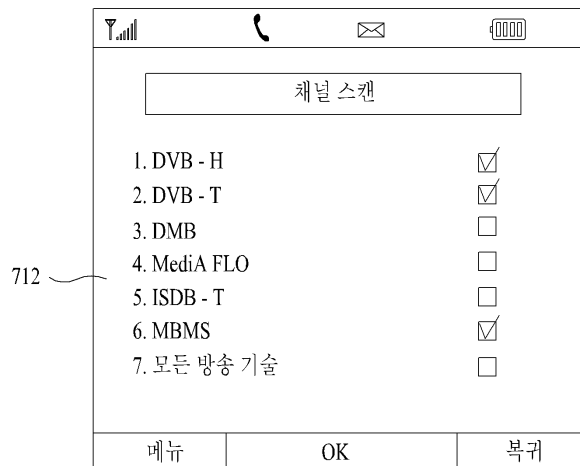 채널 스캔
1. DVB - H
2. DVB - T
3. DMB
4. MediA FLO
712
5. ISDB - T
6. MBMS
7. 모든 방송 기술
메뉴 OK 복귀